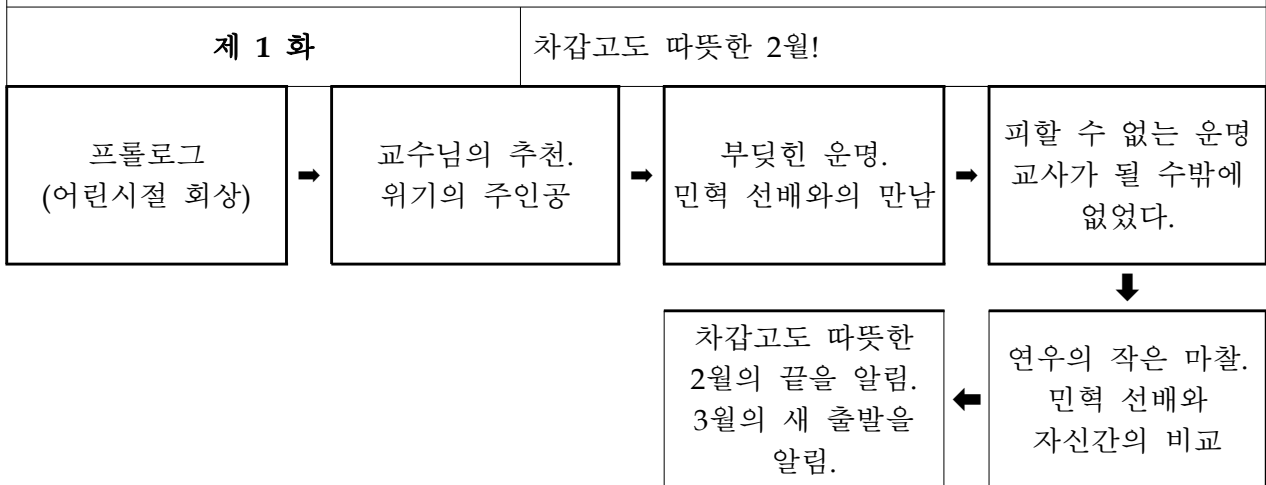 제 1 화
차갑고도 따뜻한 2월!
프롤로그
(어린시절 회상)
교수님의 추천.
위기의 주인공
부딪힌 운명.
민혁 선배와의 만남
피할 수 없는 운명
교사가 될 수밖에
없었다.
연우의 작은 마찰.
민혁 선배와
자신간의 비교
차갑고도 따뜻한
2월의 끝을 알림.
3월의 새 출발을
알림.